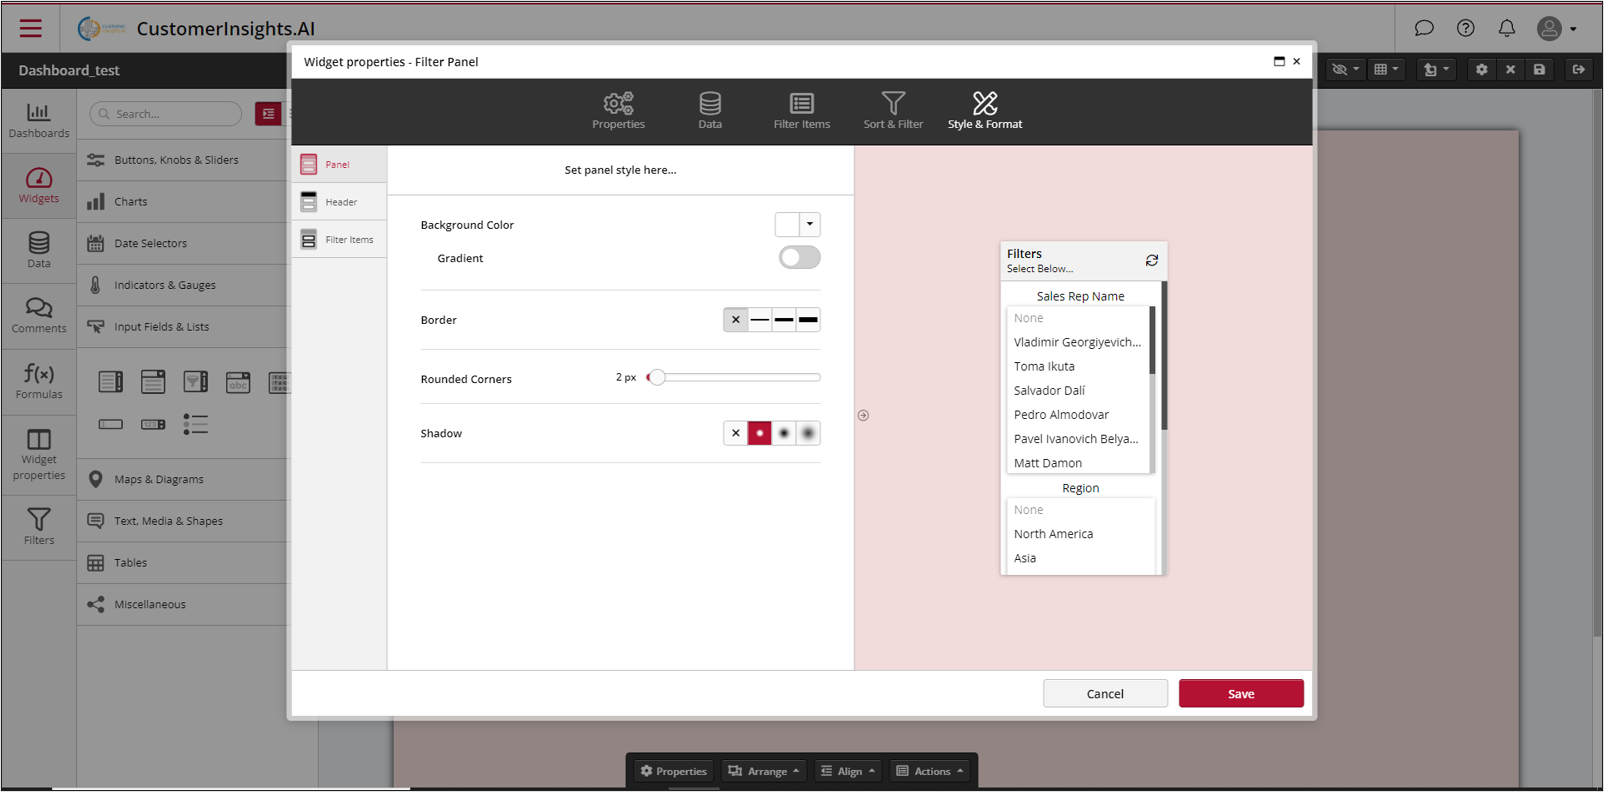 CustomerInsights.AI
Dashboard_test
Dashboards
Widgets
Data
Comments
f(x)
Formulas
Widget
properties
Filters
Search...
Buttons, Knobs & Sliders
Charts
Date Selectors
Indicators & Gauges
Input Fields & Lists
abc
Maps & Diagrams
Text, Media & Shapes
Tables
Miscellaneous
Widget properties - Filter Panel
Properties
Data
Filter Items
Sort & Filter
Style & Format
Panel
Header
Filter Items
Set panel style here...
Background Color
Gradient
Border
Rounded Corners
2 px
Shadow
Filters
Select Below...
Sales Rep Name
None
Vladimir Georgiyevich...
Toma Ikuta
Salvador Dalí
Pedro Almodovar
Pavel Ivanovich Belya...
Matt Damon
Region
None
North America
Asia
Cancel
Save
Properties
Arrange
Align
Actions